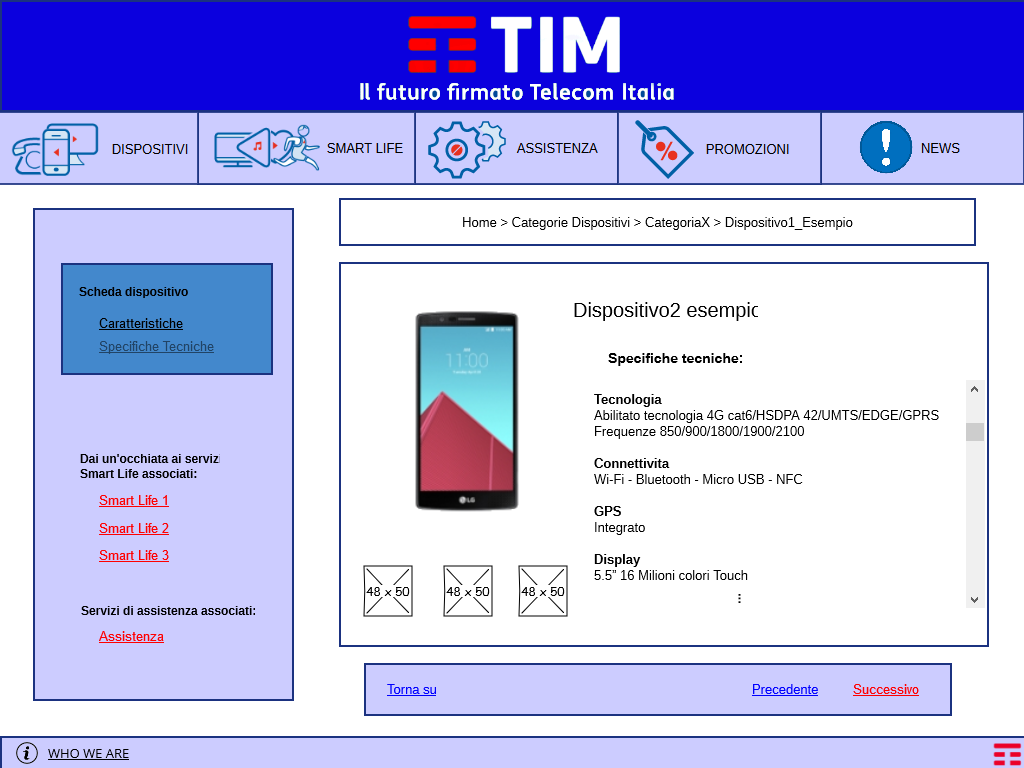 TIM
Il futuro firmato Telecom Italia
DISPOSITIVI
SMART LIFE
ASSISTENZA
PROMOZIONI
NEWS
Home > Categorie Dispositivi > CategoriaX > Dispositivo1_Esempio
Scheda dispositivo
Caratteristiche
Specifiche Tecniche
Dai un'occhiata ai servizi
Smart Life associati:
Smart Life 1
Smart Life 2
Smart Life 3
Servizi di assistenza associati:
Assistenza
11:00
LG
48 x 50
48 x 50
48 x 50
Dispositivo2 esempio
Specifiche tecniche:
Tecnologia
Abilitato tecnologia 4G cat6/HSDPA 42/UMTS/EDGE/GPRS
Frequenze 850/900/1800/1900/2100
Connettivita
Wi-Fi - Bluetooth - Micro USB - NFC
GPS
Integrato
Display
5.5” 16 Milioni colori Touch
Torna su
Precedente
Successivo
WHO WE ARE